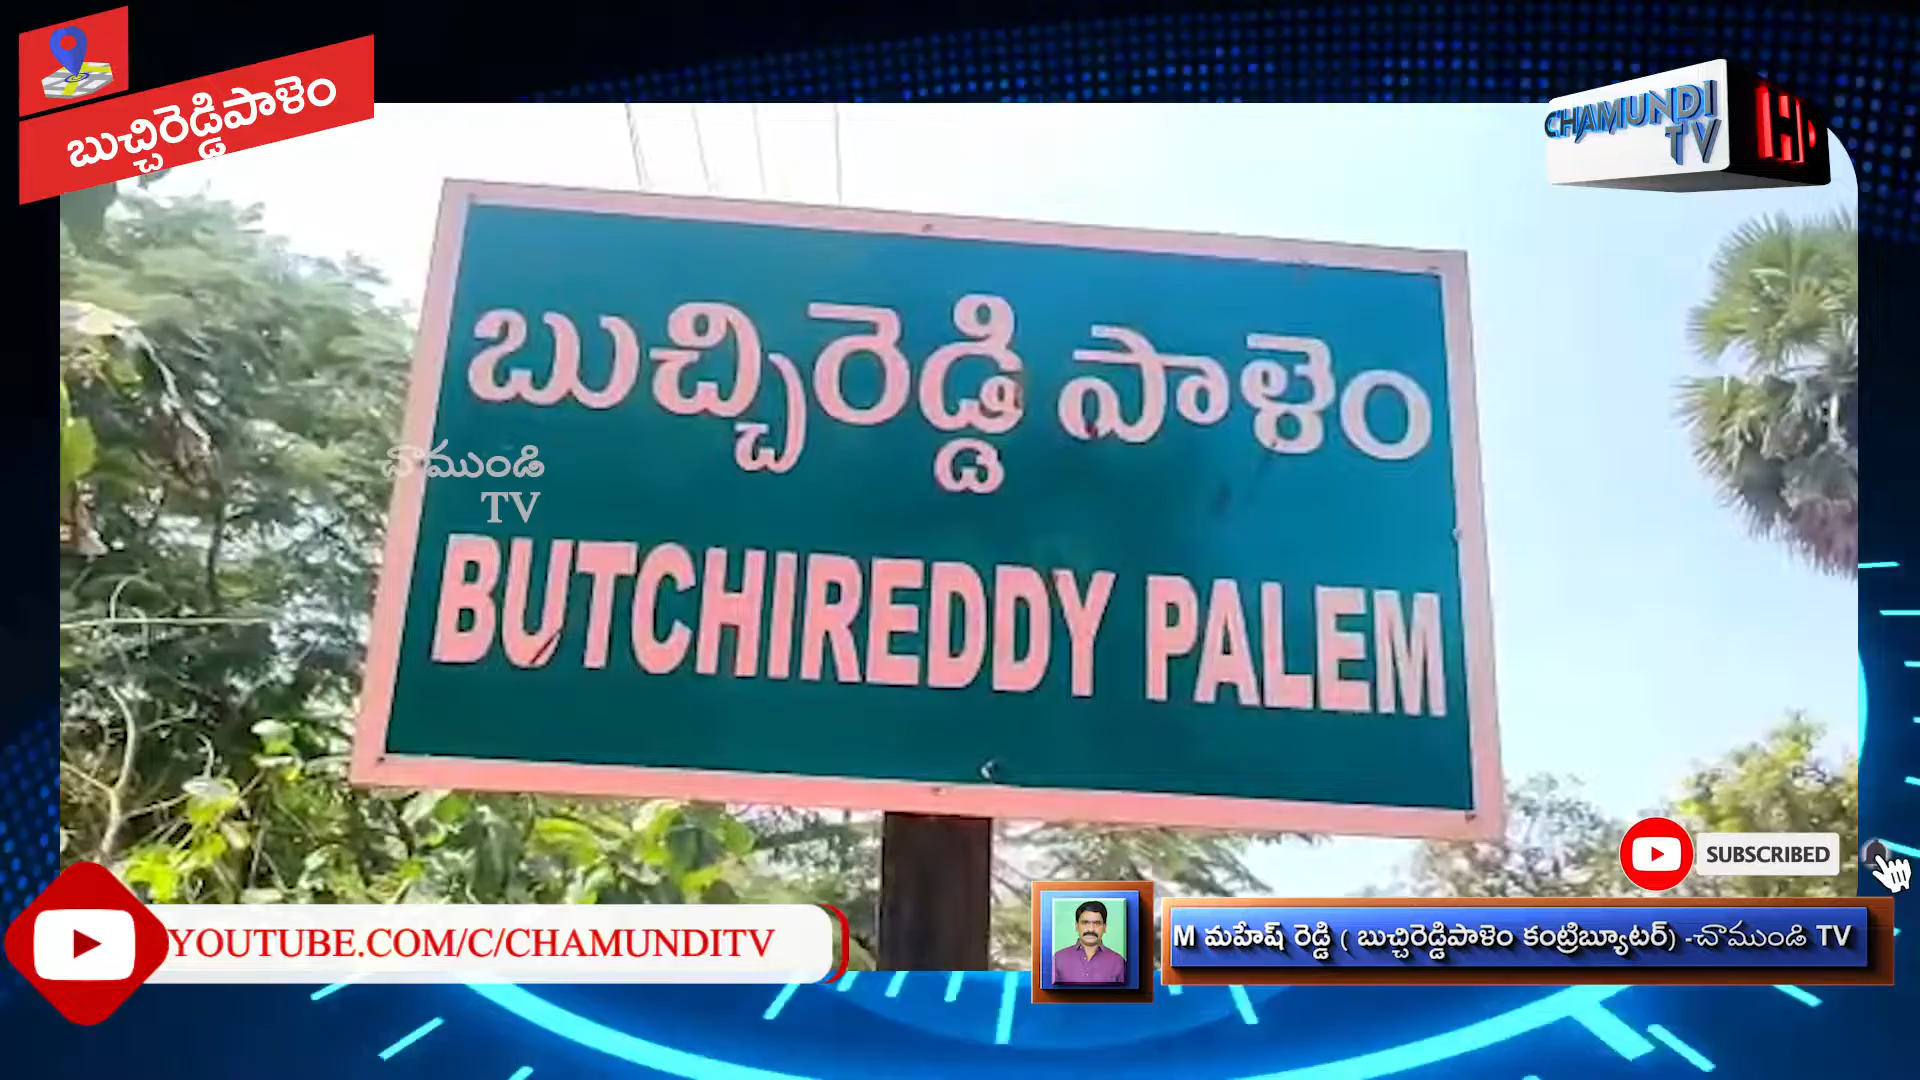 బుచ్చిరెడ్డిపాళెం
CHAMUNDI
TV
బుచ్చిరెడ్డి పాళెం
చాముండి
TV
BUTCHIREDDY PALEM
SUBSCRIBED
YOUTUBE.COM/C/CHAMUNDITV
M మహేష్ రెడ్డి ( బుచ్చిరెడ్డిపాళెం కంట్రిబ్యూటర్) -చాముండి TV